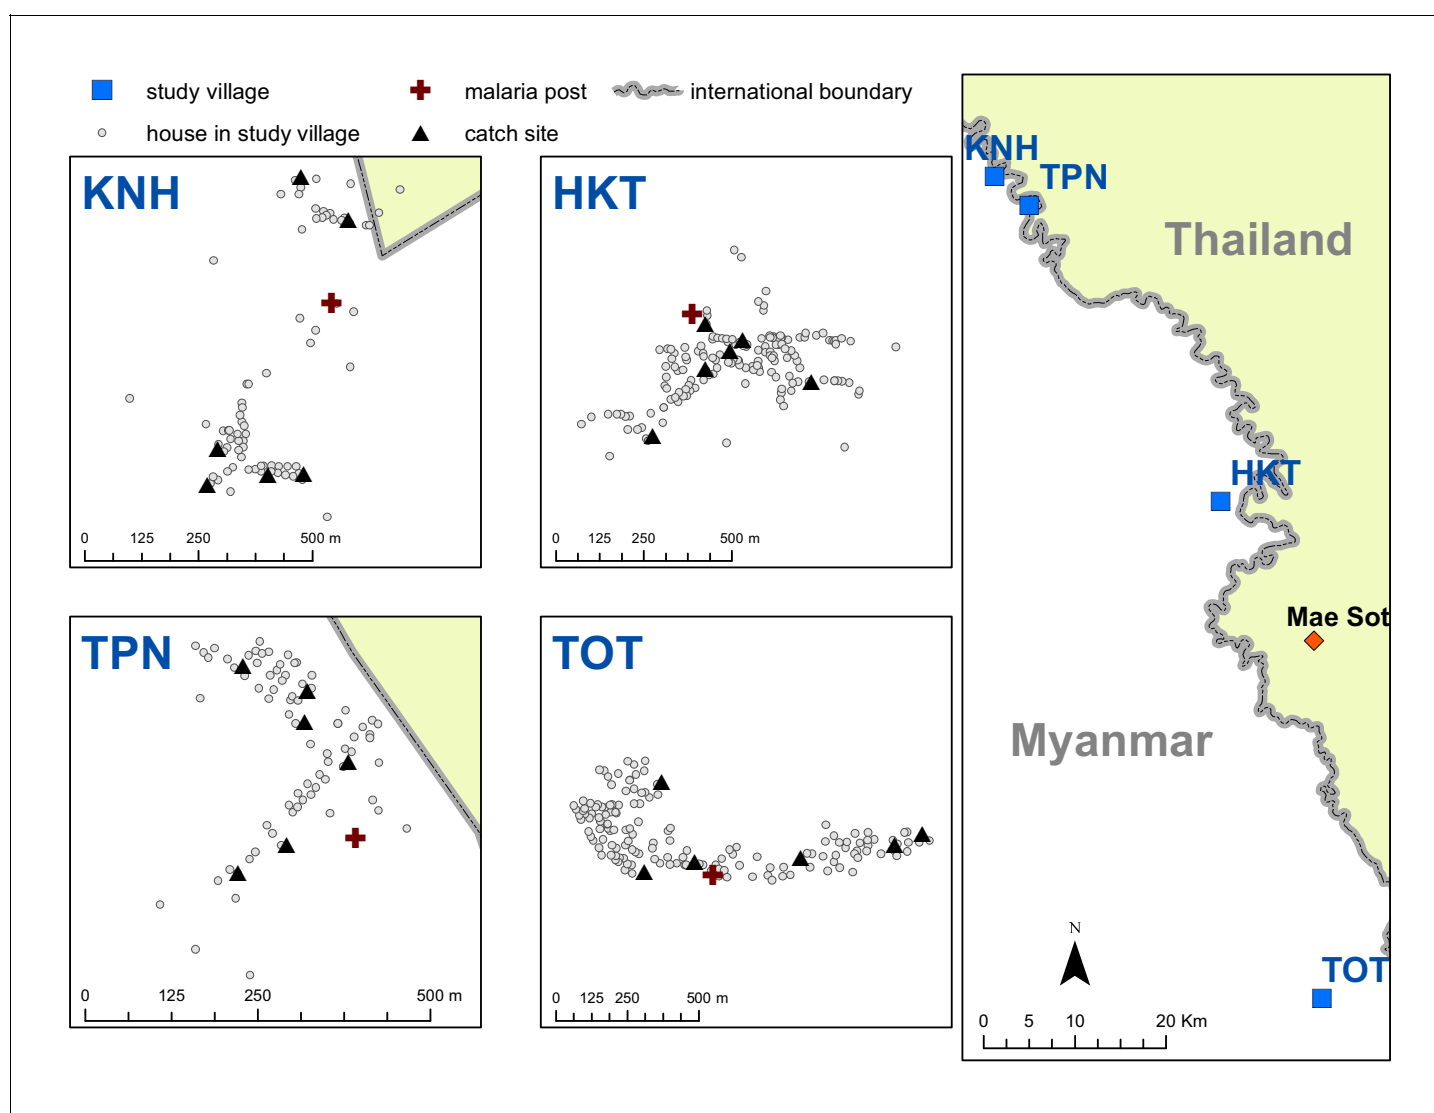 study village
malaria post
international boundary
house in study village
catch site
KNH
0 125 250 500 m
HKT
0 125 250 500 m
TPN
0 125 250 500 m
TOT
0 125 250 500 m
KNH
TPN
Thailand
HKT
Mae Sot
Myanmar
N
TOT
0 5 10 20 Km